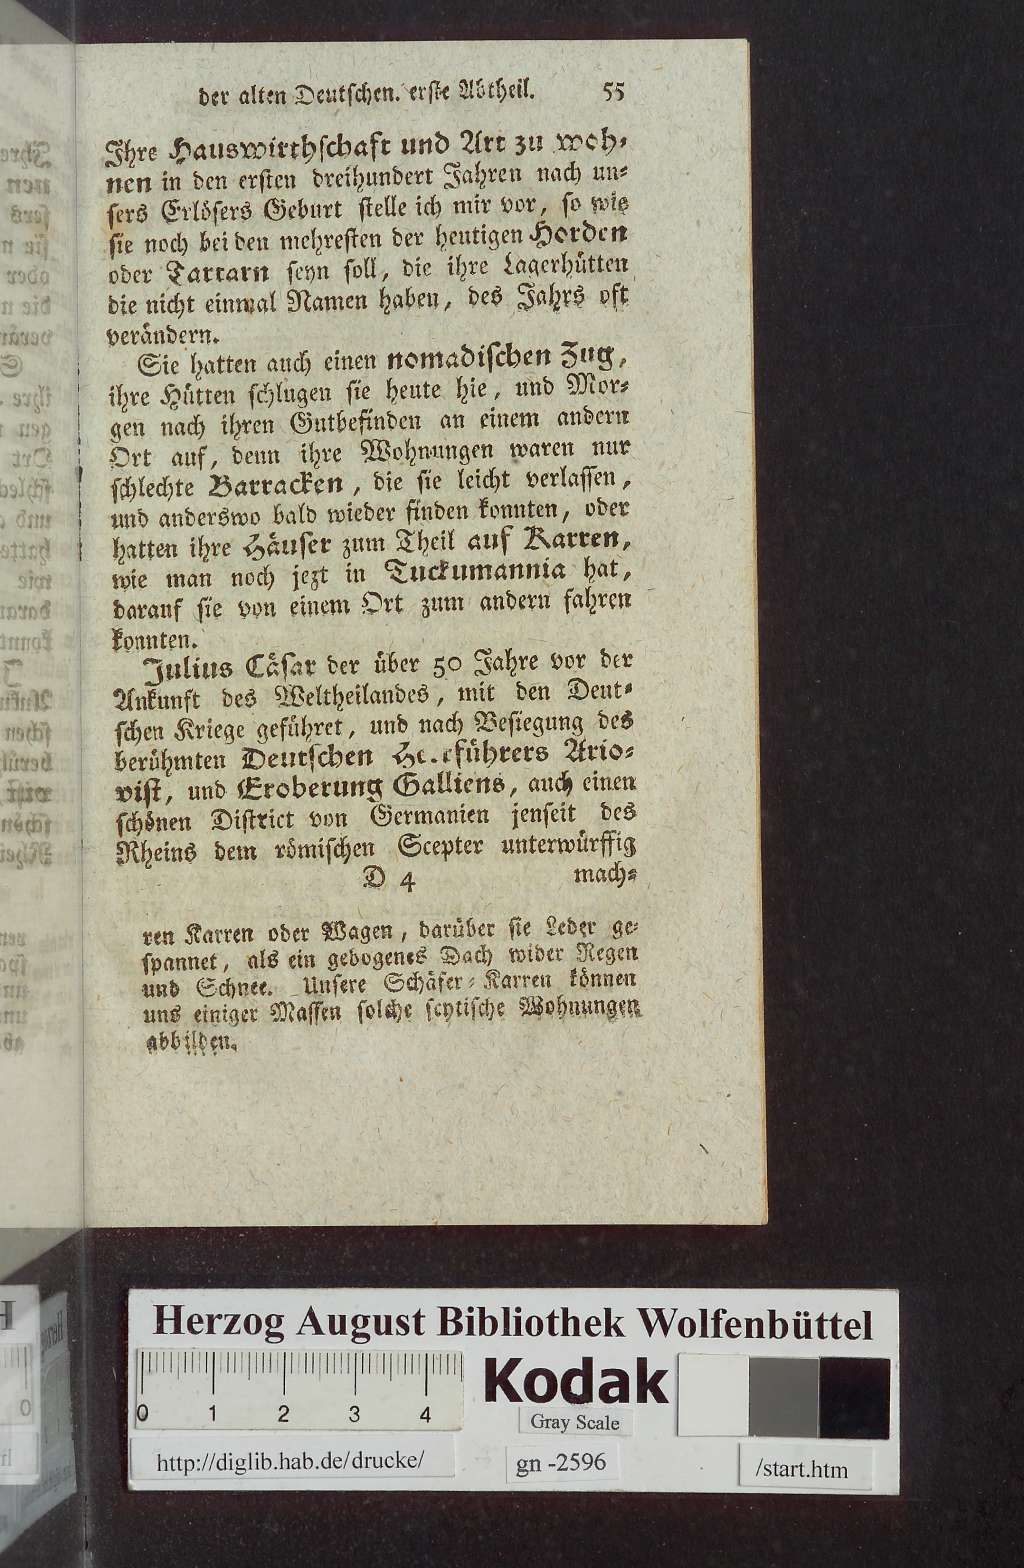 der alten Deutschen. erste Abtheil. 55
Ihre Hauswirthschaft und Art zu woh-
nen in den ersten dreihundert Jahren nach un-
sers Erlösers Geburt stelle ich mir vor, so wie
sie noch bei den mehresten der heutigen Horden
oder Tartarn seyn soll, die ihre Lagerhütten
die nicht einmal Namen haben, des Jahrs oft
verändern.
Sie hatten auch einen nomadischen Zug,
ihre Hütten schlugen sie heute hie, und Mor-
gen nach ihren Gutbefinden an einem andern
Ort auf, denn ihre Wohnungen waren nur
schlechte Barracken, die sie leicht verlassen,
und anderswo bald wieder finden konnten, oder
hatten ihre Häuser zum Theil auf Karren,
wie man noch jezt in Tuckumannia hat,
darauf sie von einem Ort zum andern fahren
konnten.
Julius Cäsar der über 50 Jahre vor der
Ankunft des Weltheilandes, mit den Deut-
schen Kriege geführet, und nach Besiegung des
berühmten Deutschen Heerführers Ario-
vist, und Eroberung Galliens, auch einen
schönen District von Germanien jenseit des
Rheins dem römischen Scepter unterwürffig
D 4 mach-
ren Karren oder Wagen, darüber sie Leder ge-
spannet, als ein gebogenes Dach wider Regen
und Schnee. Unsere Schäfer-Karren können
uns einiger Massen solche scytische Wohnungen
abbilden.
Herzog August Bibliothek Wolfenbüttel
Kodak
0 1 2 3 4
Gray Scale
http://diglib.hab.de/drucke/
gn -2596
/start.htm